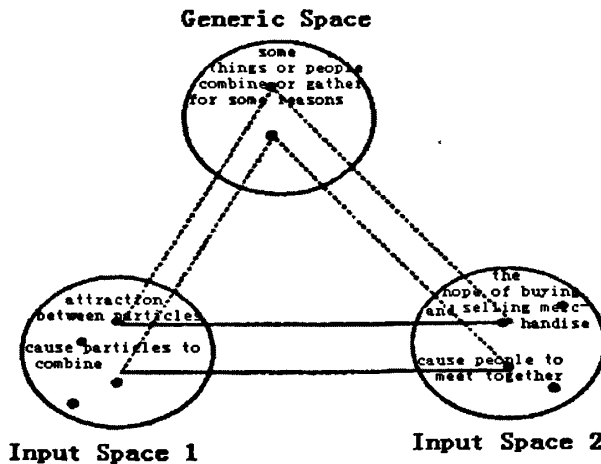 Generic Space
some
things or people
combine or gather
for some reasons
attraction
between particles
cause particles to
combine
Input Space 1
the
hope of buying
and selling merc-
handise
cause people to
meet together
Input Space 2